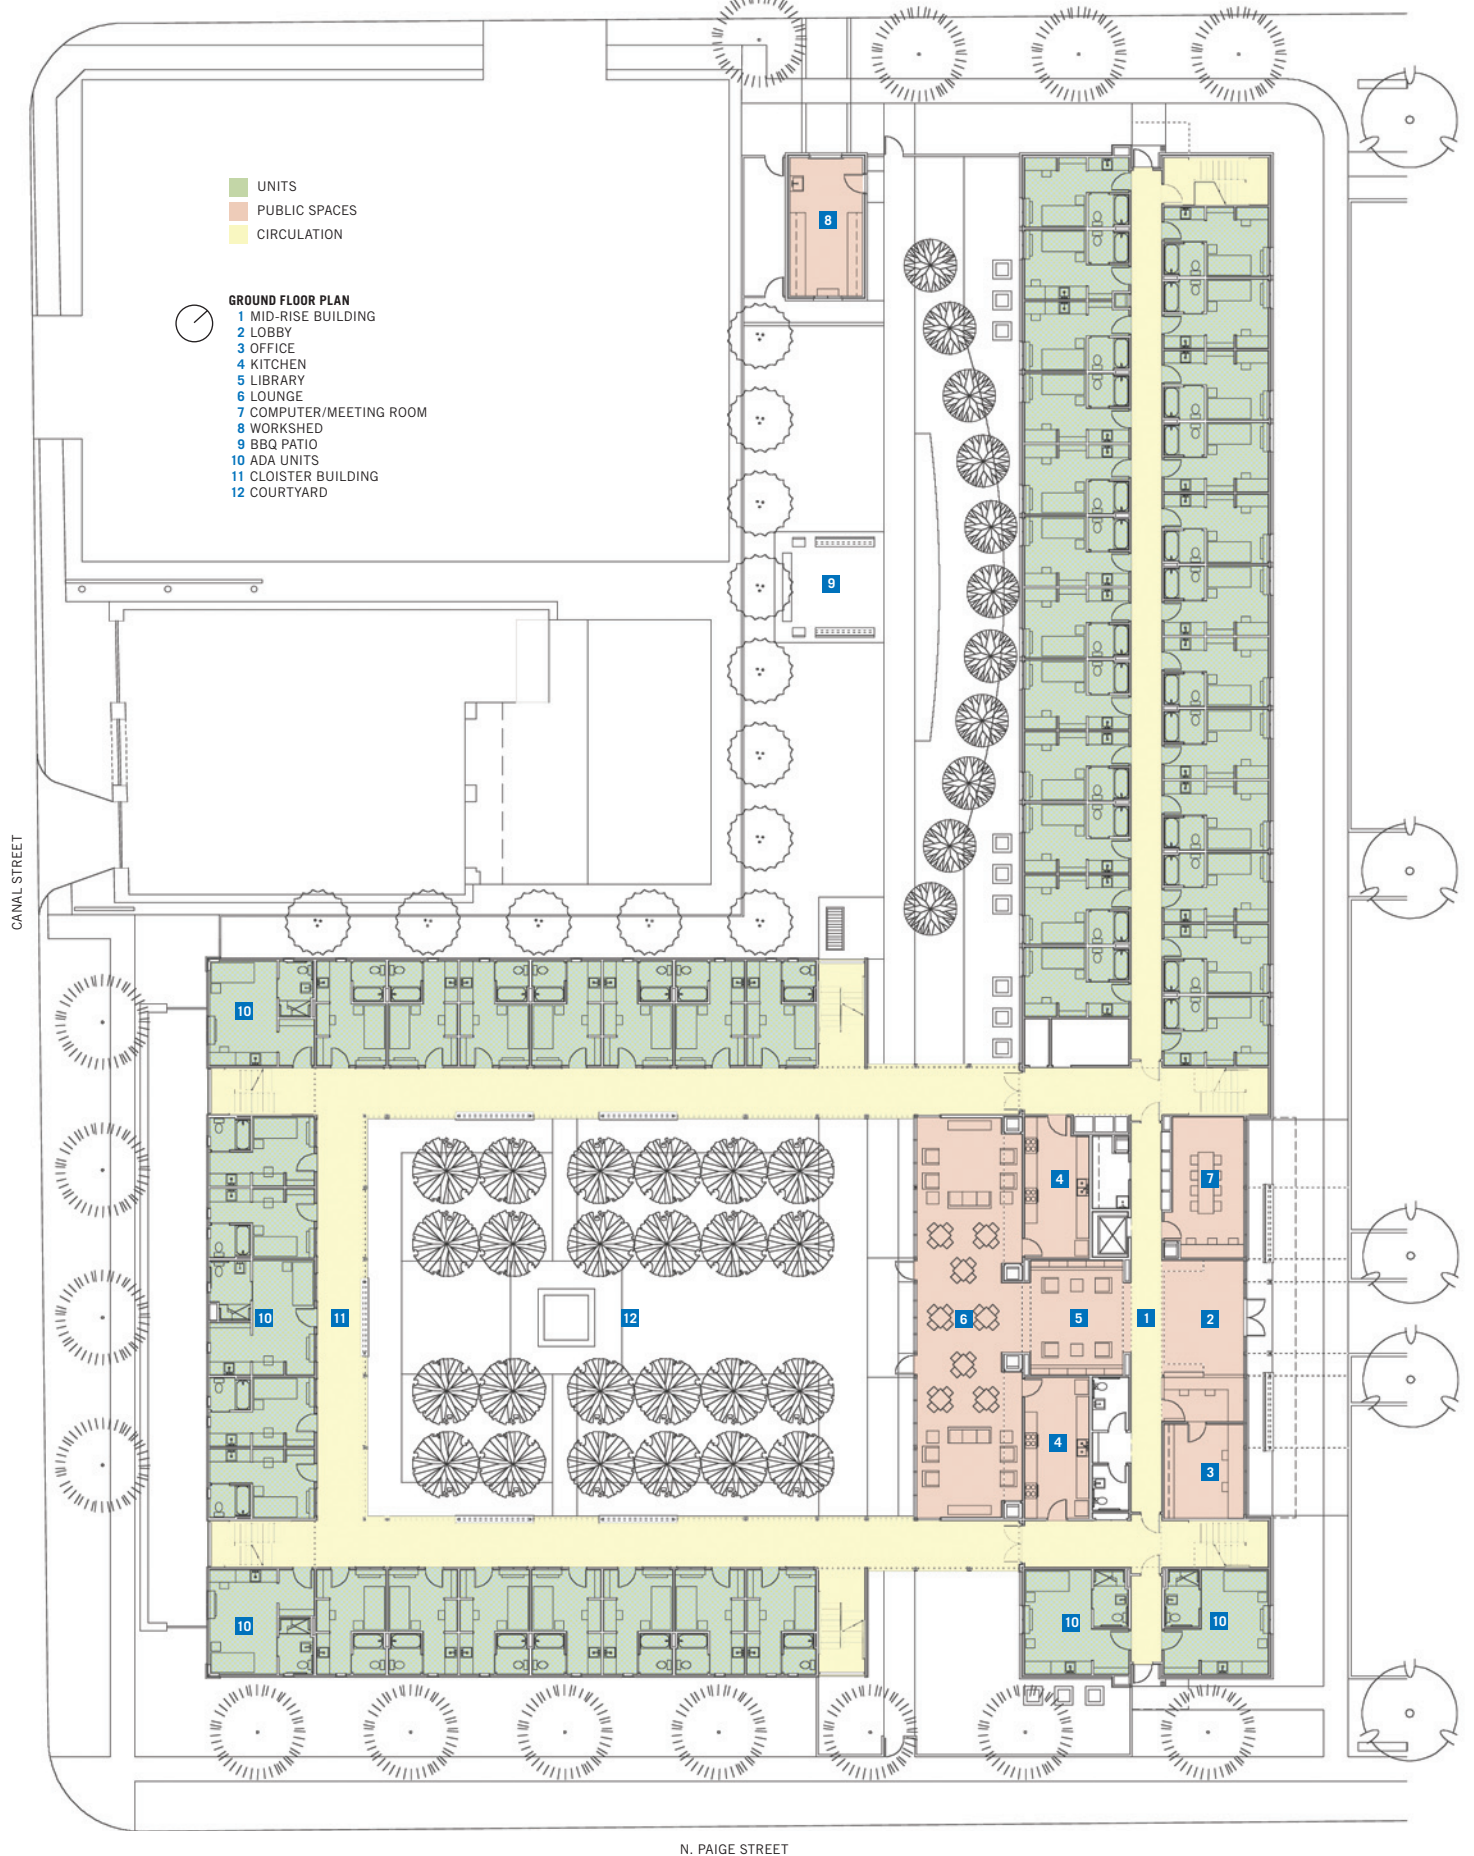 UNITS
PUBLIC SPACES
CIRCULATION
GROUND FLOOR PLAN
1 MID-RISE BUILDING
2 LOBBY
3 OFFICE
4 KITCHEN
5 LIBRARY
6 LOUNGE
7 COMPUTER/MEETING ROOM
8 WORKSHED
9 BBQ PATIO
10 ADA UNITS
11 CLOISTER BUILDING
12 COURTYARD
8
9
CANAL STREET
10
4
7
10
11
12
6
5
1
2
4
3
10
10
10
N. PAIGE STREET